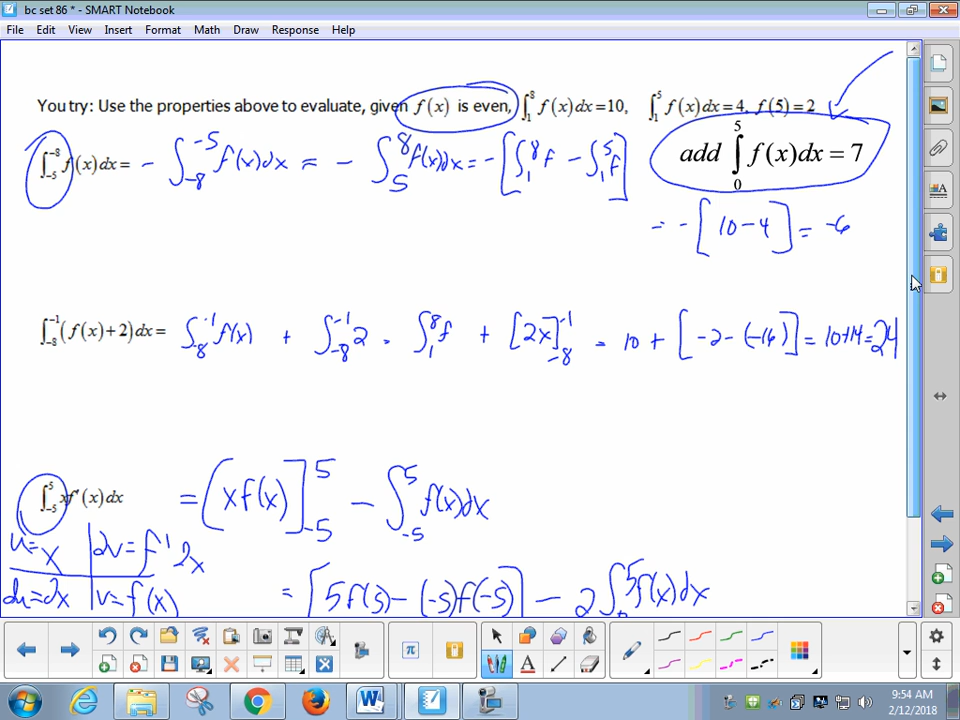 bc set 86 * - SMART Notebook
File Edit View Insert Format Math Draw Response Help
You try: Use the properties above to evaluate, given f(x) is even, ∫₁⁸ f(x)dx = 10, ∫₁⁵ f(x)dx = 4, f(5) = 2
add ∫₀⁵ f(x)dx = 7
∫₋₅⁻⁸ f(x)dx = - ∫₋₈⁻⁵ f(x)dx = - ∫₅⁸ f(x)dx = -[∫₁⁸ f - ∫₁⁵ f]
= -[10-4] = -6
∫₋₈⁻¹ (f(x)+2)dx = ∫₋₈⁻¹ f(x) + ∫₋₈⁻¹ 2 = ∫₁⁸ f + [2x]₋₈⁻¹ = 10 + [-2-(-16)] = 10+14=24
∫₋₅⁵ xf'(x)dx = [xf(x)]₋₅⁵ - ∫₋₅⁵ f(x)dx
u=x dv=f' dx
du=dx v=f(x)
= [5f(5)-(-5)f(-5)] - 2∫₀⁵ f(x)dx
9:54 AM
2/12/2018